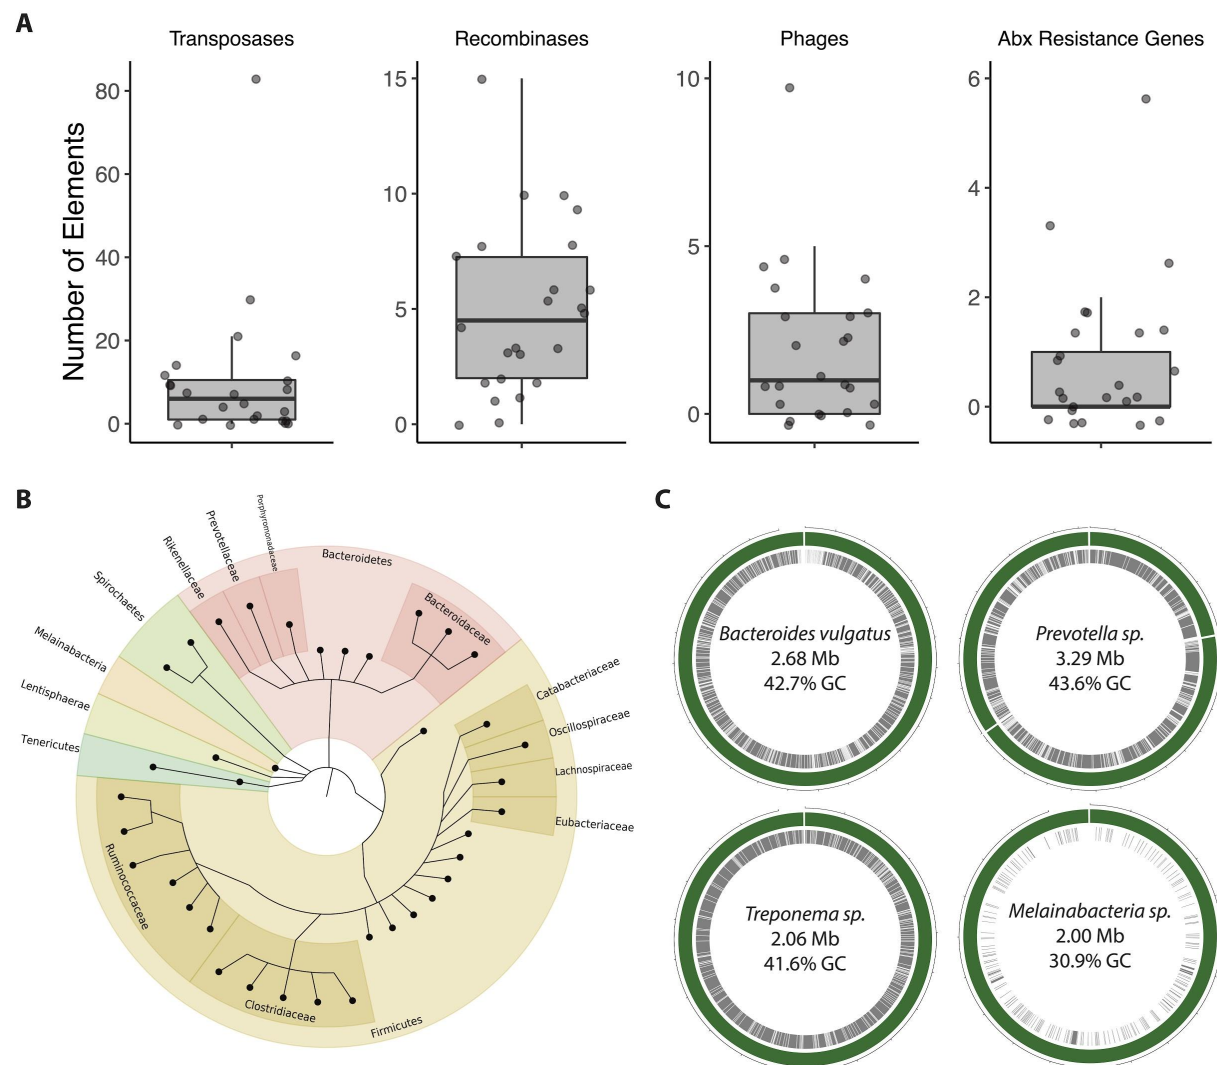 A
Transposases
Recombinases
Phages
Abx Resistance Genes
Number of Elements
80
60
40
20
0
15
10
5
0
10
5
0
6
4
2
0
B
Porphyromonadaceae
Prevotellaceae
Rikenellaceae
Spirochaetes
Melainabacteria
Lentisphaerae
Tenericutes
Bacteroidetes
Bacteroidaceae
Catabacteriaceae
Oscillospiraceae
Lachnospiraceae
Eubacteriaceae
Ruminococcaceae
Clostridiaceae
Firmicutes
C
Bacteroides vulgatus
2.68 Mb
42.7% GC
Prevotella sp.
3.29 Mb
43.6% GC
Treponema sp.
2.06 Mb
41.6% GC
Melainabacteria sp.
2.00 Mb
30.9% GC